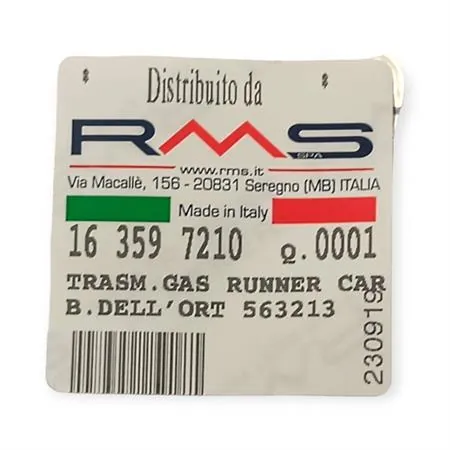 Distribuito da
RMS
SPA
www.rms.it
Via Macallè, 156 - 20831 Seregno (MB) ITALIA
Made in Italy
16 359 7210 Q.0001
TRASM.GAS RUNNER CAR
B.DELL'ORT 563213
230919